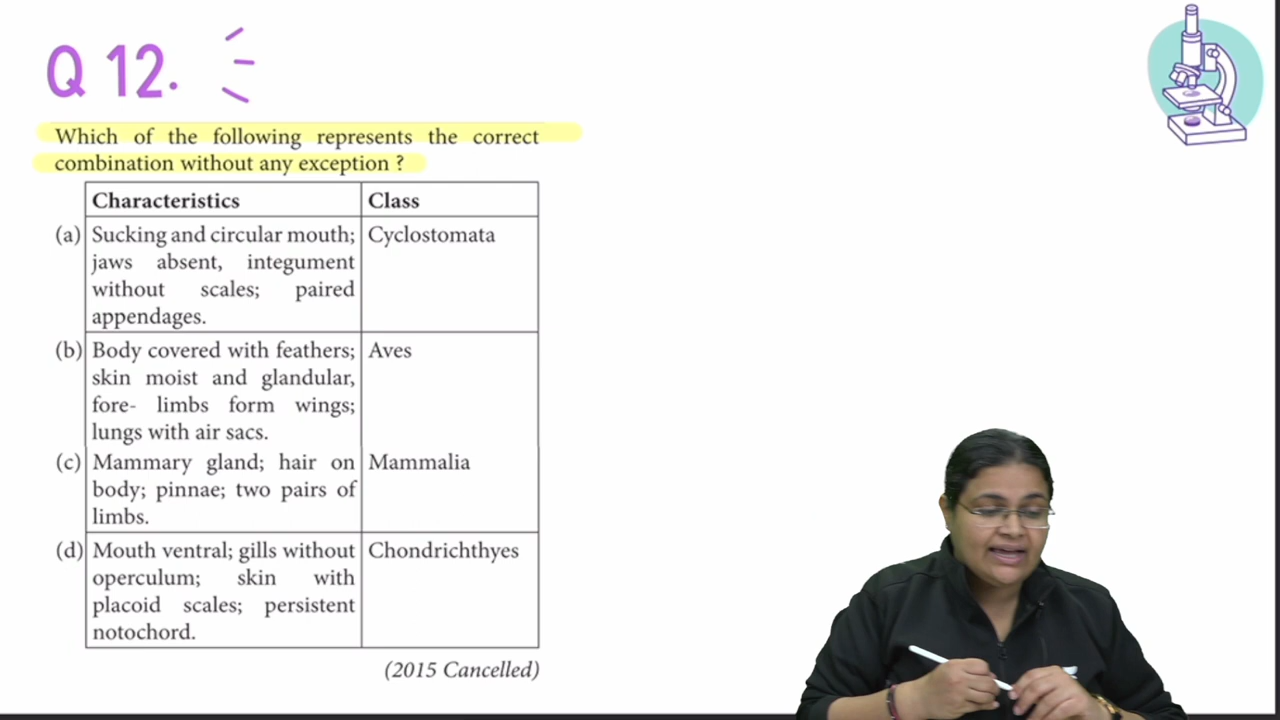 Q 12.
Which of the following represents the correct
combination without any exception ?
Characteristics Class
(a) Sucking and circular mouth; Cyclostomata
jaws absent, integument
without scales; paired
appendages.
(b) Body covered with feathers; Aves
skin moist and glandular,
fore- limbs form wings;
lungs with air sacs.
(c) Mammary gland; hair on Mammalia
body; pinnae; two pairs of
limbs.
(d) Mouth ventral; gills without Chondrichthyes
operculum; skin with
placoid scales; persistent
notochord.
(2015 Cancelled)